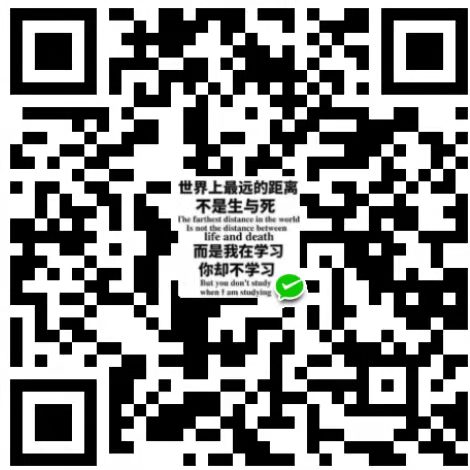 世界上最远的距离
不是生与死
The farthest distance in the world
Is not the distance between
life and death
而是我在学习
你却不学习
But you don't study
when I am studying